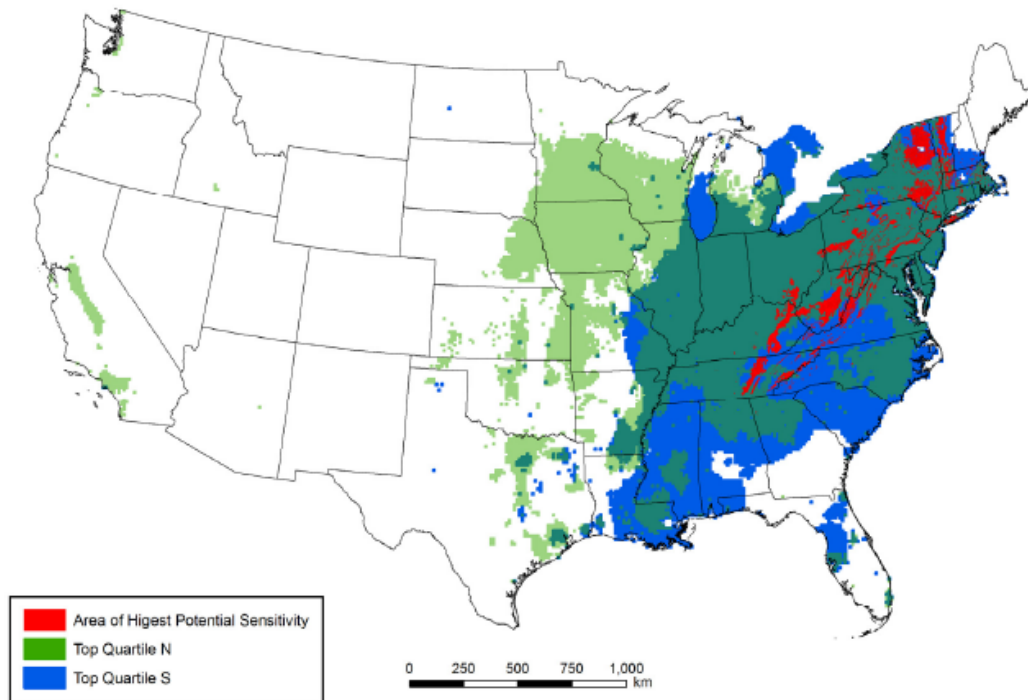 Area of Higest Potential Sensitivity
Top Quartile N
Top Quartile S
0 250 500 750 1,000
km